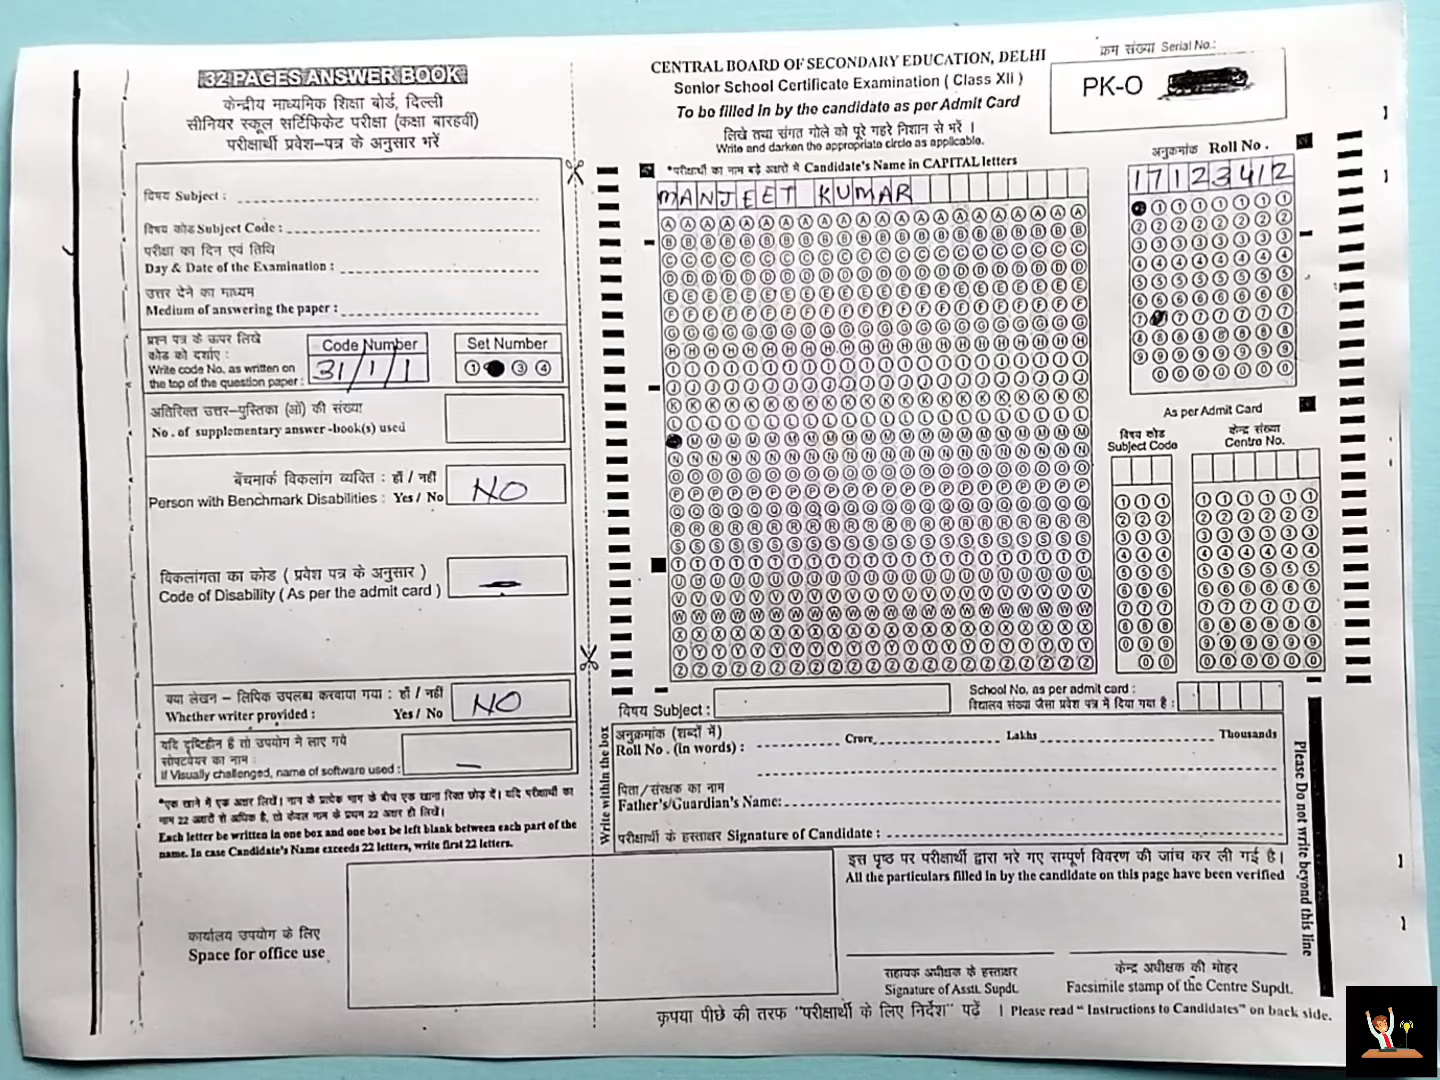 32 PAGES ANSWER BOOK
केन्द्रीय माध्यमिक शिक्षा बोर्ड, दिल्ली
सीनियर स्कूल सर्टिफिकेट परीक्षा (कक्षा बारहवीं)
परीक्षार्थी प्रवेश-पत्र के अनुसार भरें
विषय Subject :
विषय कोड Subject Code :
परीक्षा का दिन एवं तिथि
Day & Date of the Examination :
उत्तर देने का माध्यम
Medium of answering the paper :
प्रश्न पत्र के ऊपर लिखे
कोड को दर्शाए :
Write code No. as written on
the top of the question paper :
Code Number
31/1/1
Set Number
1 3 4
अतिरिक्त उत्तर-पुस्तिका (ओं) की संख्या
No. of supplementary answer -book(s) used
बेंचमार्क विकलांग व्यक्ति : हाँ / नहीं
Person with Benchmark Disabilities : Yes / No
NO
विकलांगता का कोड ( प्रवेश पत्र के अनुसार )
Code of Disability ( As per the admit card )
क्या लेखन – लिपिक उपलब्ध करवाया गया : हाँ / नहीं
Whether writer provided : Yes / No
NO
यदि दृष्टिहीन है तो उपयोग में लाए गये
सोफ्टवेयर का नाम :
If Visually challenged, name of software used :
*एक खाने में एक अक्षर लिखें। नाम के प्रत्येक भाग के बीच एक खाना रिक्त छोड़ दें। यदि परीक्षार्थी का
नाम 22 अक्षरों से अधिक है, तो केवल नाम के प्रथम 22 अक्षर ही लिखें।
Each letter be written in one box and one box be left blank between each part of the
name. In case Candidate's Name exceeds 22 letters, write first 22 letters.
कार्यालय उपयोग के लिए
Space for office use
CENTRAL BOARD OF SECONDARY EDUCATION, DELHI
Senior School Certificate Examination ( Class XII )
To be filled in by the candidate as per Admit Card
लिखे तथा संगत गोले को पूरे गहरे निशान से भरें ।
Write and darken the appropriate circle as applicable.
क्रम संख्या Serial No.:
PK-O
*परीक्षार्थी का नाम बड़े अक्षरों में Candidate's Name in CAPITAL letters
MANJEET KUMAR
अनुक्रमांक Roll No .
17123412
As per Admit Card
विषय कोड
Subject Code
केन्द्र संख्या
Centre No.
विषय Subject :
School No. as per admit card :
विद्यालय संख्या जैसा प्रवेश पत्र में दिया गया है :
Write within the box
अनुक्रमांक (शब्दों में)
Roll No . (in words) : Crore Lakhs Thousands
पिता/संरक्षक का नाम
Father's/Guardian's Name:
परीक्षार्थी के हस्ताक्षर Signature of Candidate :
Please Do not write beyond this line
इस पृष्ठ पर परीक्षार्थी द्वारा भरे गए सम्पूर्ण विवरण की जांच कर ली गई है।
All the particulars filled in by the candidate on this page have been verified
सहायक अधीक्षक के हस्ताक्षर
Signature of Asstt. Supdt.
केन्द्र अधीक्षक की मोहर
Facsimile stamp of the Centre Supdt.
कृपया पीछे की तरफ "परीक्षार्थी के लिए निर्देश" पढ़ें | Please read " Instructions to Candidates" on back side.